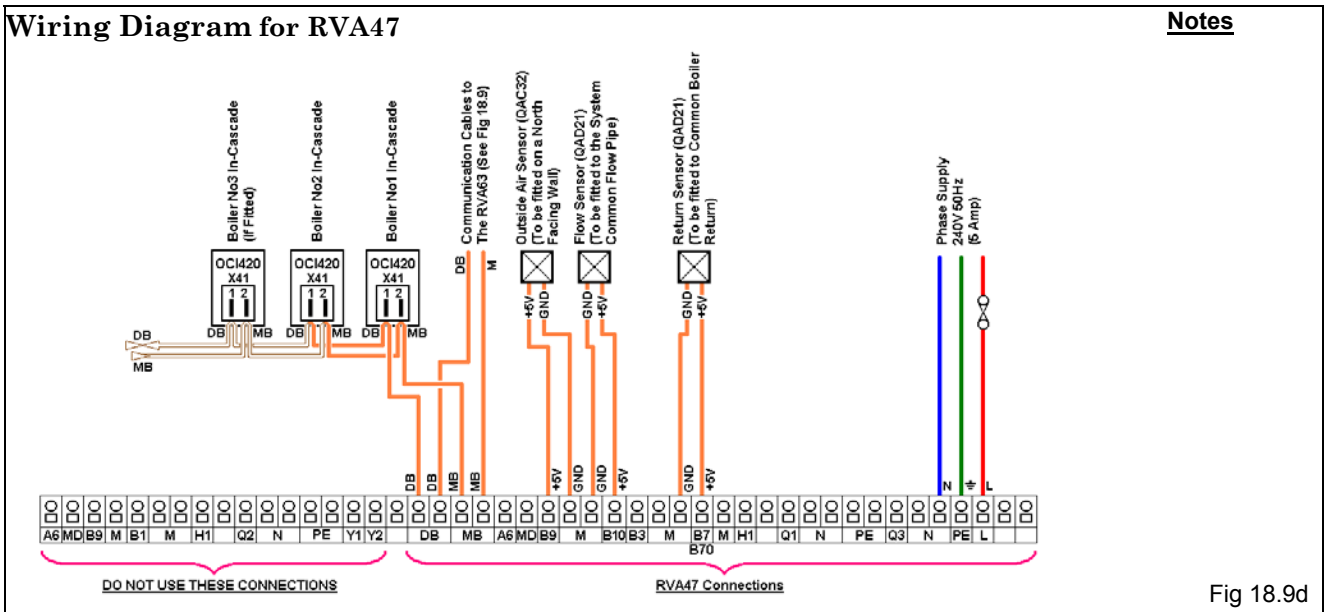 Wiring Diagram for RVA47
Notes
Boiler No3 In-Cascade
(If Fitted)
Boiler No2 In-Cascade
Boiler No1 In-Cascade
Communication Cables to
The RVA63 (See Fig 18.9)
Outside Air Sensor (QAC32)
(To be fitted on a North
Facing Wall)
Flow Sensor (QAD21)
(To be fitted to the System
Common Flow Pipe)
Return Sensor (QAD21)
(To be fitted to Common Boiler
Return)
Phase Supply
240V 50Hz
(5 Amp)
OCI420
X41
1 2
OCI420
X41
1 2
OCI420
X41
1 2
DB
M
+5V
GND
GND
+5V
GND
+5V
DB
MB
DB
MB
DB
MB
DB
MB
DB
DB
MB
MB
+5V
GND
GND
+5V
GND
+5V
N
L
A6 MD B9 M B1 M H1 Q2 N PE Y1 Y2 DB MB A6 MD B9 M B10 B3 M B7 M H1 Q1 N PE Q3 N PE L
B70
DO NOT USE THESE CONNECTIONS
RVA47 Connections
Fig 18.9d